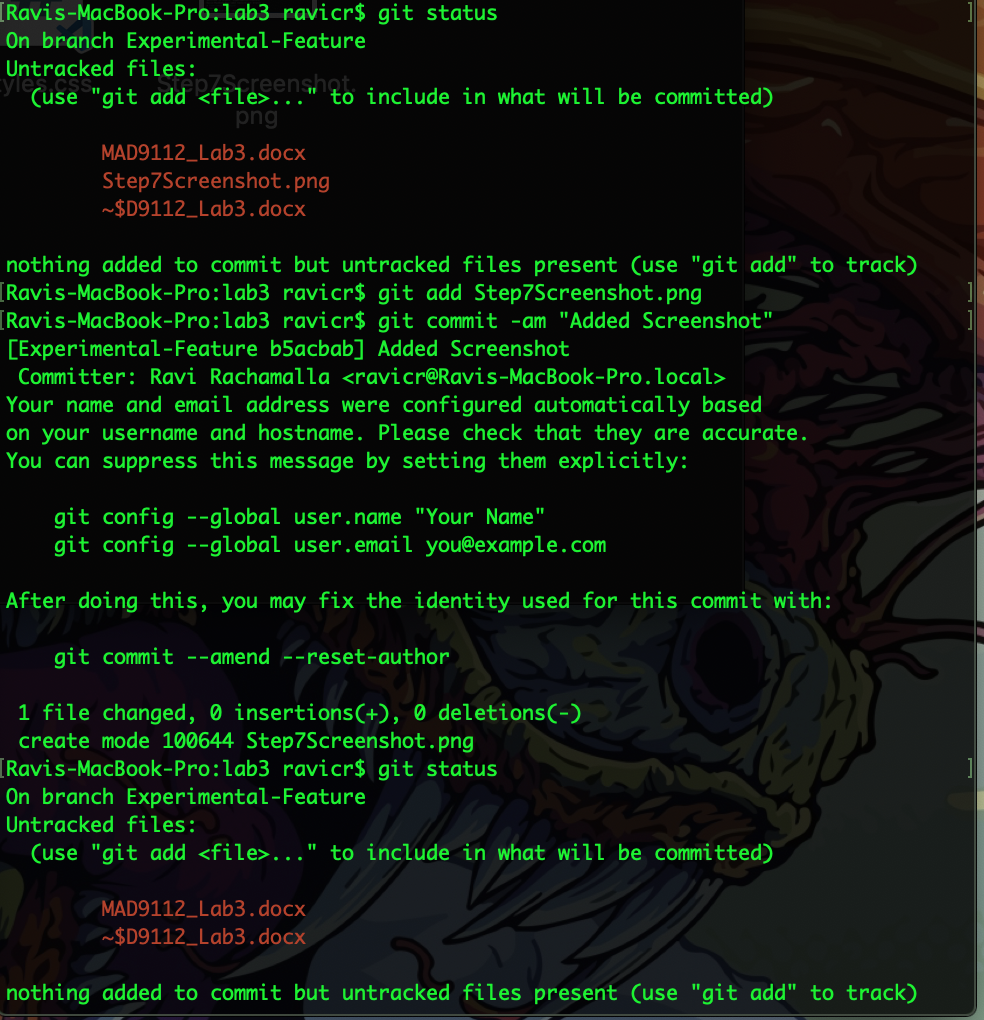 [Ravis-MacBook-Pro:lab3 ravicr$ git status ]
On branch Experimental-Feature
Untracked files:
yles.css Step7Screenshot.
(use "git add <file>..." to include in what will be committed)
png
MAD9112_Lab3.docx
Step7Screenshot.png
~$D9112_Lab3.docx
nothing added to commit but untracked files present (use "git add" to track)
[Ravis-MacBook-Pro:lab3 ravicr$ git add Step7Screenshot.png ]
[Ravis-MacBook-Pro:lab3 ravicr$ git commit -am "Added Screenshot" ]
[Experimental-Feature b5acbab] Added Screenshot
Committer: Ravi Rachamalla <ravicr@Ravis-MacBook-Pro.local>
Your name and email address were configured automatically based
on your username and hostname. Please check that they are accurate.
You can suppress this message by setting them explicitly:
git config --global user.name "Your Name"
git config --global user.email you@example.com
After doing this, you may fix the identity used for this commit with:
git commit --amend --reset-author
1 file changed, 0 insertions(+), 0 deletions(-)
create mode 100644 Step7Screenshot.png
[Ravis-MacBook-Pro:lab3 ravicr$ git status ]
On branch Experimental-Feature
Untracked files:
(use "git add <file>..." to include in what will be committed)
MAD9112_Lab3.docx
~$D9112_Lab3.docx
nothing added to commit but untracked files present (use "git add" to track)